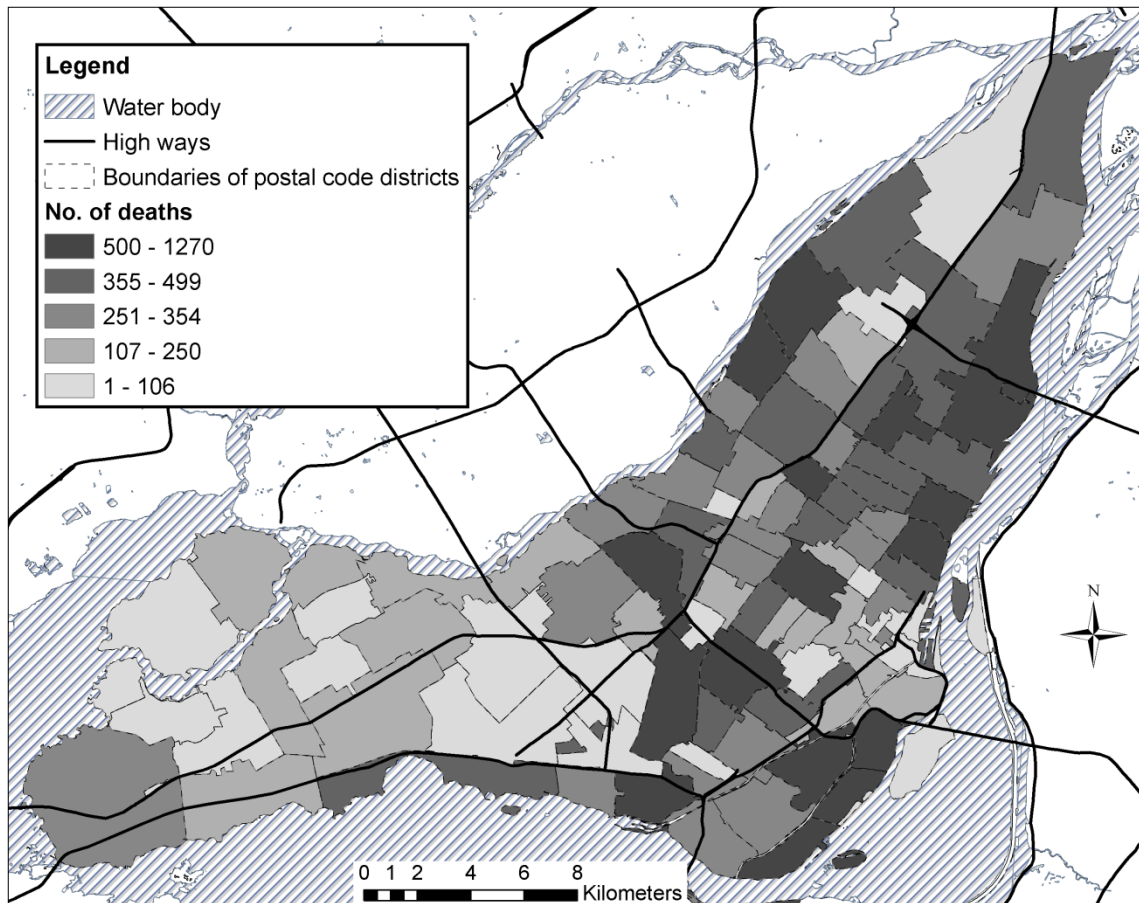 Legend
Water body
High ways
Boundaries of postal code districts
No. of deaths
500 - 1270
355 - 499
251 - 354
107 - 250
1 - 106
N
0 1 2 4 6 8
Kilometers